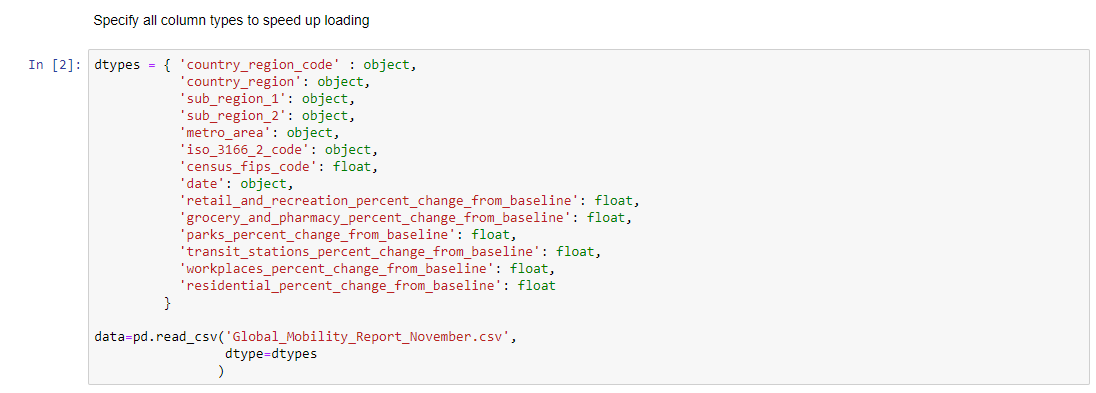 Specify all column types to speed up loading
In [2]: dtypes = { 'country_region_code' : object,
'country_region': object,
'sub_region_1': object,
'sub_region_2': object,
'metro_area': object,
'iso_3166_2_code': object,
'census_fips_code': float,
'date': object,
'retail_and_recreation_percent_change_from_baseline': float,
'grocery_and_pharmacy_percent_change_from_baseline': float,
'parks_percent_change_from_baseline': float,
'transit_stations_percent_change_from_baseline': float,
'workplaces_percent_change_from_baseline': float,
'residential_percent_change_from_baseline': float
}
data=pd.read_csv('Global_Mobility_Report_November.csv',
dtype=dtypes
)